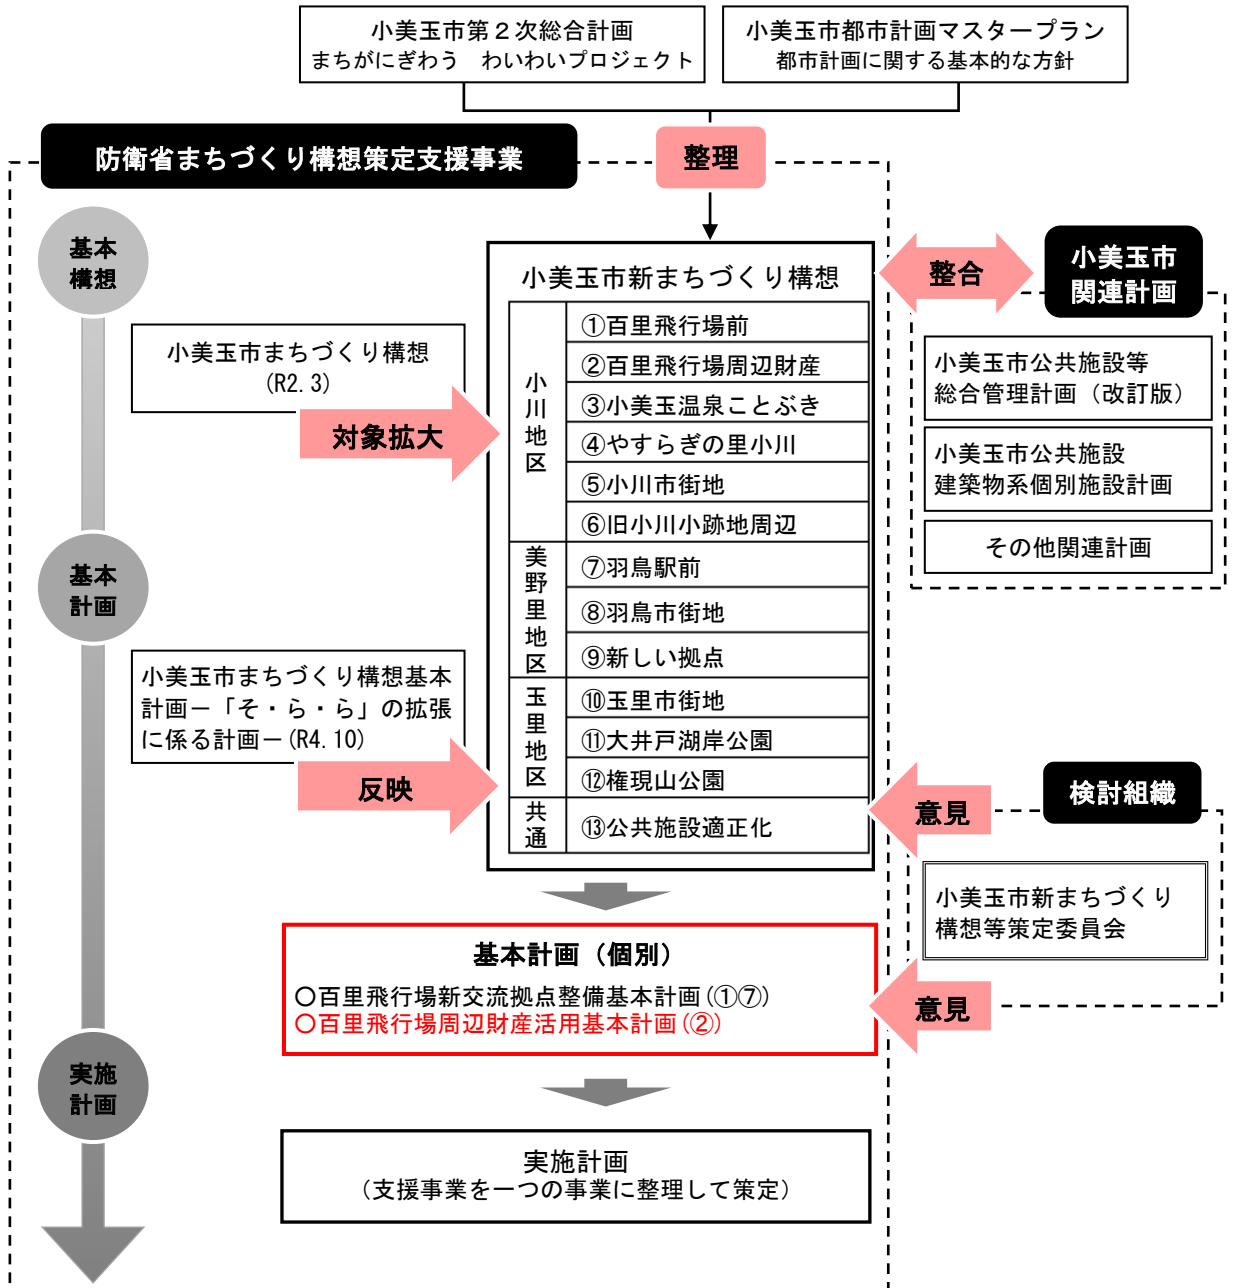 小美玉市第２次総合計画
まちがにぎわう　わいわいプロジェクト
小美玉市都市計画マスタープラン
都市計画に関する基本的な方針
防衛省まちづくり構想策定支援事業
整理
基本
構想
小美玉市新まちづくり構想
整合
小美玉市
関連計画
小美玉市まちづくり構想
(R2.3)
対象拡大
小川地区
①百里飛行場前
②百里飛行場周辺財産
③小美玉温泉ことぶき
④やすらぎの里小川
⑤小川市街地
⑥旧小川小跡地周辺
美野里地区
⑦羽鳥駅前
⑧羽鳥市街地
⑨新しい拠点
玉里地区
⑩玉里市街地
⑪大井戸湖岸公園
⑫権現山公園
共通
⑬公共施設適正化
小美玉市公共施設等
総合管理計画（改訂版）
小美玉市公共施設
建築物系個別施設計画
その他関連計画
基本
計画
小美玉市まちづくり構想基本
計画－「そ・ら・ら」の拡張
に係る計画－(R4.10)
反映
意見
検討組織
小美玉市新まちづくり
構想等策定委員会
意見
基本計画（個別）
○百里飛行場新交流拠点整備基本計画(①⑦)
○百里飛行場周辺財産活用基本計画(②)
実施
計画
実施計画
（支援事業を一つの事業に整理して策定）